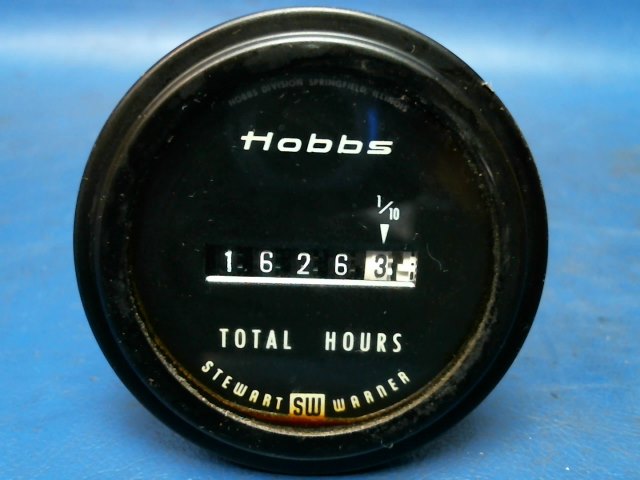 HOBBS DIVISION SPRINGFIELD, ILLINOIS
Hobbs
1/10
1 6 2 6 3
TOTAL HOURS
STEWART SW WARNER